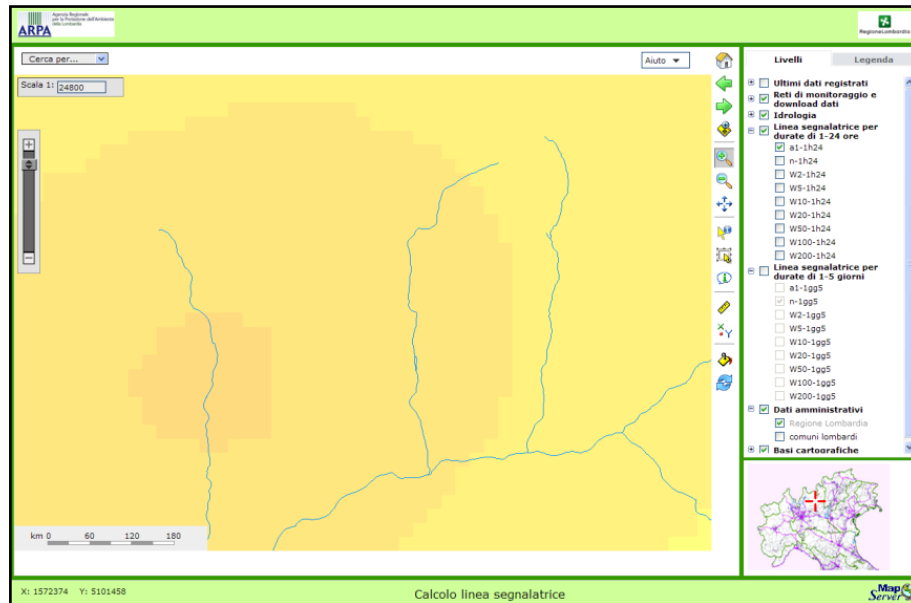 Agenzia Regionale
per la Protezione dell'Ambiente
della Lombardia
ARPA
RegioneLombardia
Cerca per...
Aiuto
Scala 1: 24800
Livelli
Legenda
Ultimi dati registrati
Reti di monitoraggio e
download dati
Idrologia
Linea segnalatrice per
durate di 1-24 ore
a1-1h24
n-1h24
W2-1h24
W5-1h24
W10-1h24
W20-1h24
W50-1h24
W100-1h24
W200-1h24
Linea segnalatrice per
durate di 1-5 giorni
a1-1gg5
n-1gg5
W2-1gg5
W5-1gg5
W10-1gg5
W20-1gg5
W50-1gg5
W100-1gg5
W200-1gg5
Dati amministrativi
Regione Lombardia
comuni lombardi
Basi cartografiche
km 0 60 120 180
X: 1572374 Y: 5101458
Calcolo linea segnalatrice
Map
Server